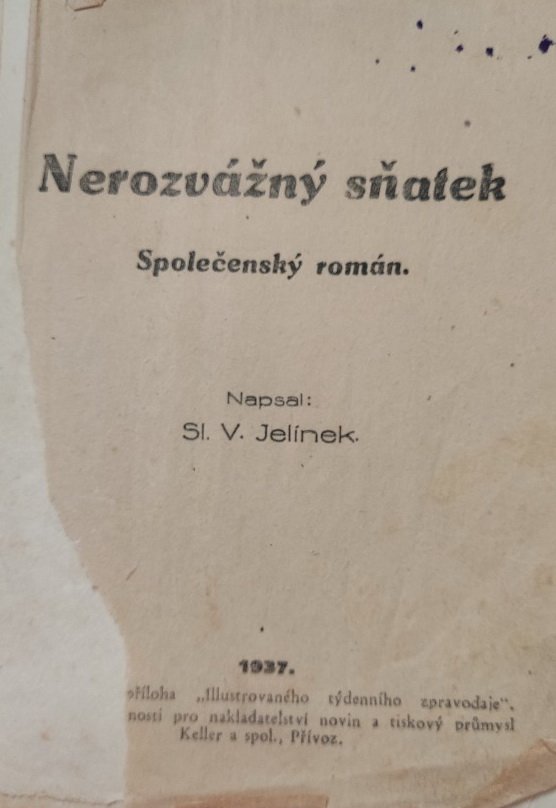 Nerozvážný sňatek
Společenský román.
Napsal:
Sl. V. Jelínek.
1937.
příloha „Illustrovaného týdenního zpravodaje“.
nosti pro nakladatelství novin a tiskový průmysl
Keller a spol., Přívoz.